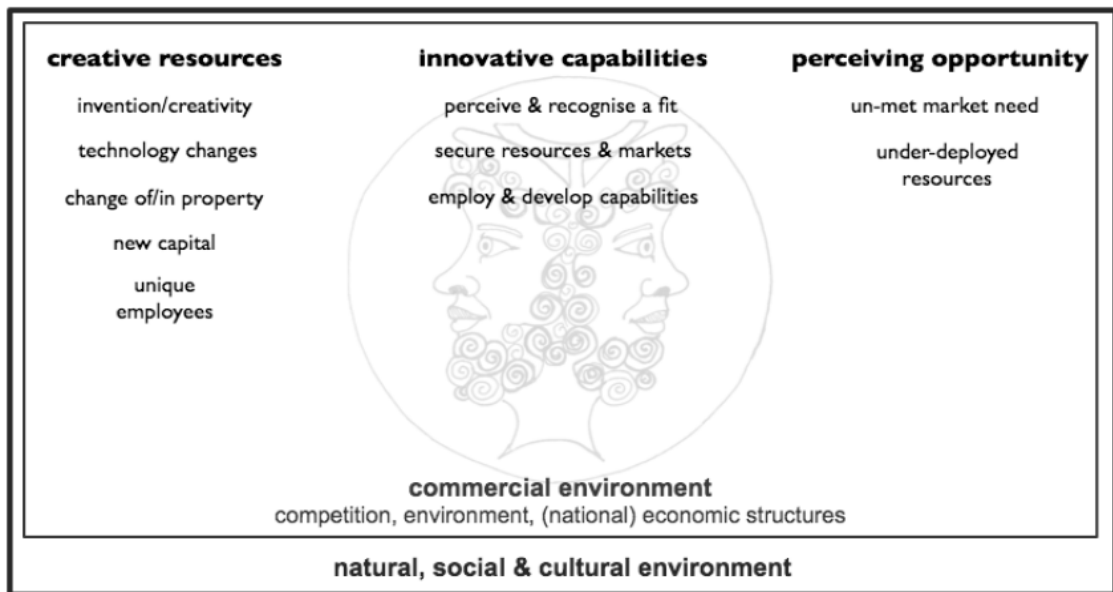 creative resources
invention/creativity
technology changes
change of/in property
new capital
unique
employees
innovative capabilities
perceive & recognise a fit
secure resources & markets
employ & develop capabilities
perceiving opportunity
un-met market need
under-deployed
resources
commercial environment
competition, environment, (national) economic structures
natural, social & cultural environment